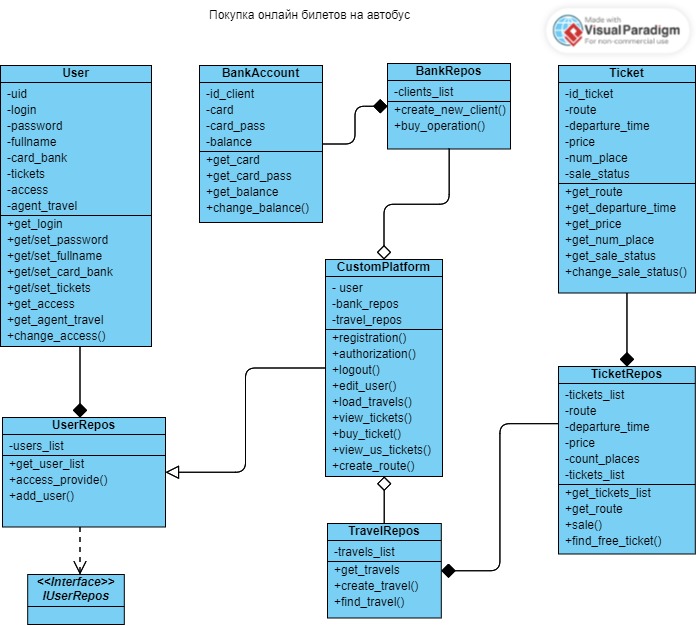 Покупка онлайн билетов на автобус
Made with
Visual Paradigm
For non-commercial use
User
-uid
-login
-password
-fullname
-card_bank
-tickets
-access
-agent_travel
+get_login
+get/set_password
+get/set_fullname
+get/set_card_bank
+get/set_tickets
+get_access
+get_agent_travel
+change_access()
BankAccount
-id_client
-card
-card_pass
-balance
+get_card
+get_card_pass
+get_balance
+change_balance()
BankRepos
-clients_list
+create_new_client()
+buy_operation()
Ticket
-id_ticket
-route
-departure_time
-price
-num_place
-sale_status
+get_route
+get_departure_time
+get_price
+get_num_place
+get_sale_status
+change_sale_status()
CustomPlatform
- user
-bank_repos
-travel_repos
+registration()
+authorization()
+logout()
+edit_user()
+load_travels()
+view_tickets()
+buy_ticket()
+view_us_tickets()
+create_route()
TicketRepos
-tickets_list
-route
-departure_time
-price
-count_places
-tickets_list
+get_tickets_list
+get_route
+sale()
+find_free_ticket()
UserRepos
-users_list
+get_user_list
+access_provide()
+add_user()
TravelRepos
-travels_list
+get_travels
+create_travel()
+find_travel()
<<Interface>>
IUserRepos